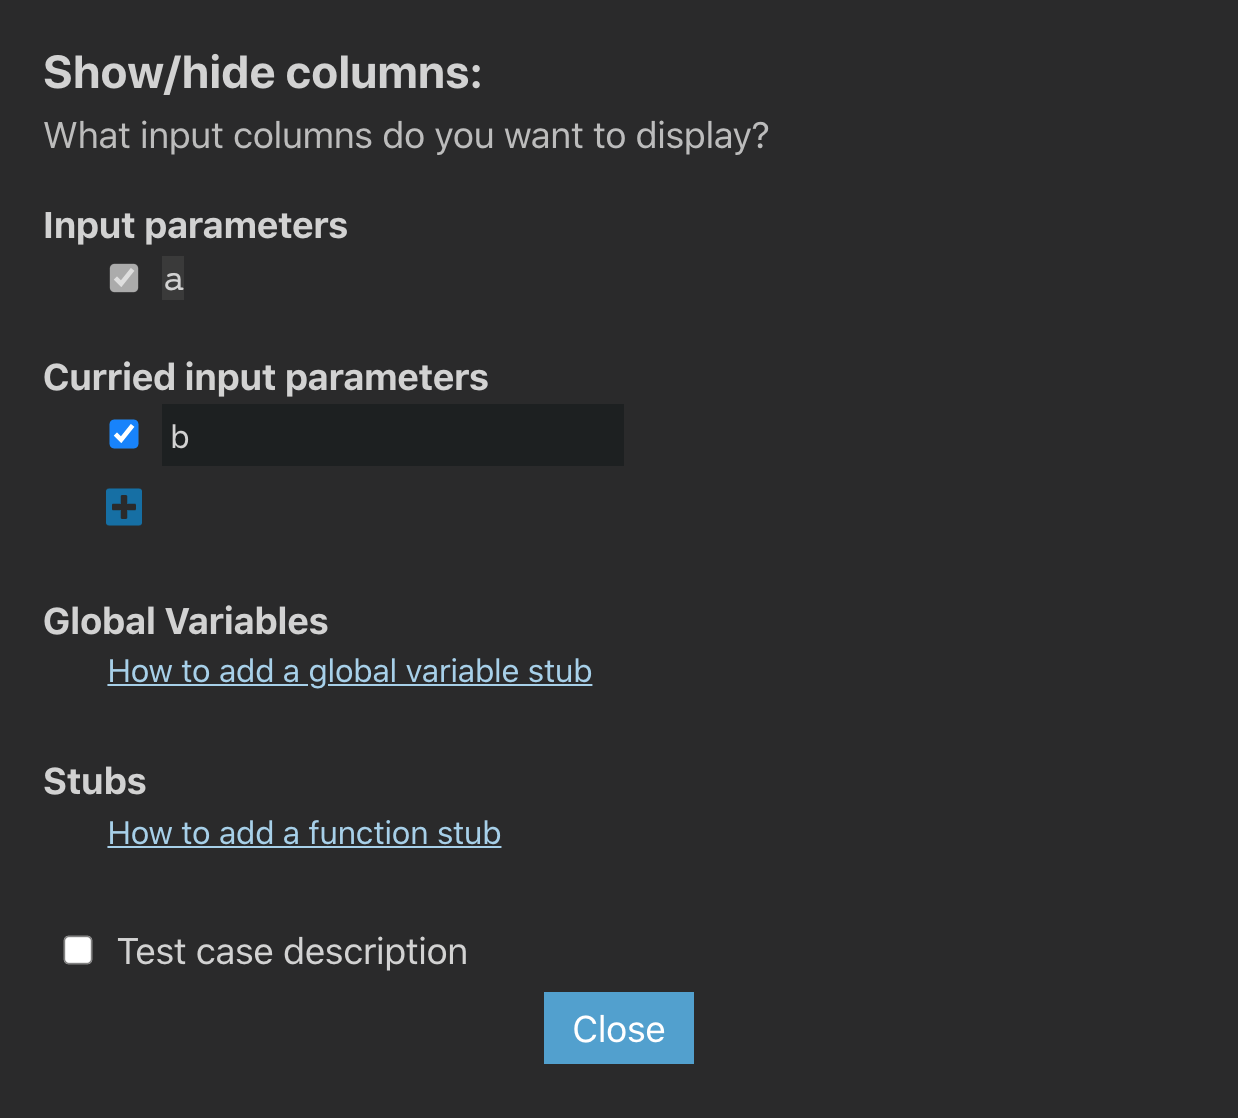 Show/hide columns:
What input columns do you want to display?
Input parameters
a
Curried input parameters
b
Global Variables
How to add a global variable stub
Stubs
How to add a function stub
Test case description
Close